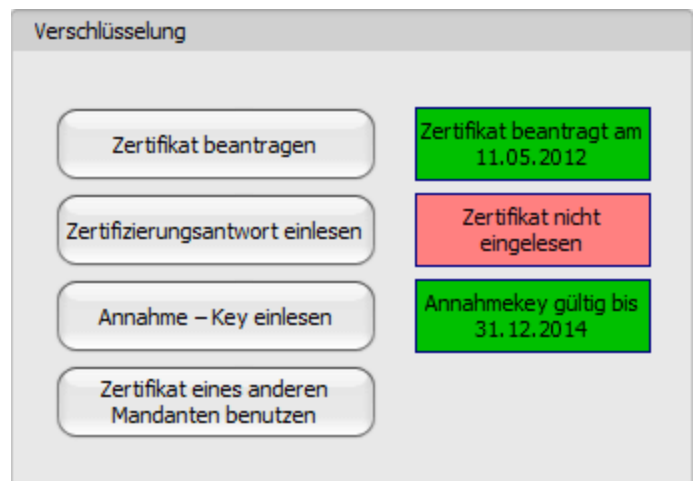 Verschlüsselung
Zertifikat beantragen
Zertifikat beantragt am
11.05.2012
Zertifizierungsantwort einlesen
Zertifikat nicht
eingelesen
Annahme – Key einlesen
Annahmekey gültig bis
31.12.2014
Zertifikat eines anderen
Mandanten benutzen